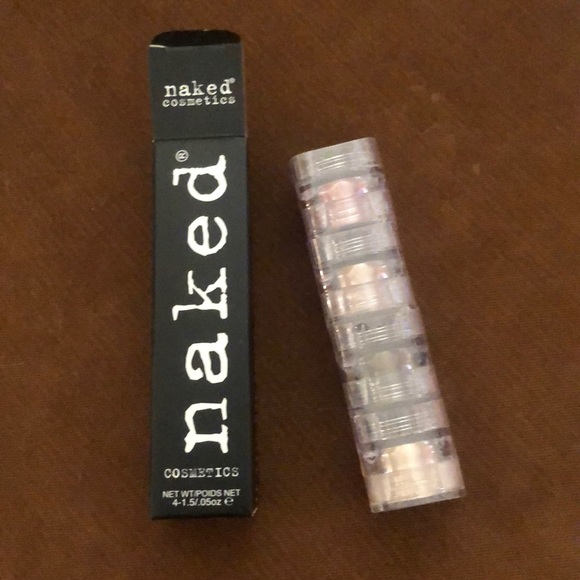 naked®
cosmetics
naked®
COSMETICS
NET WT/POIDS NET
4-1.5/.05oz ℮